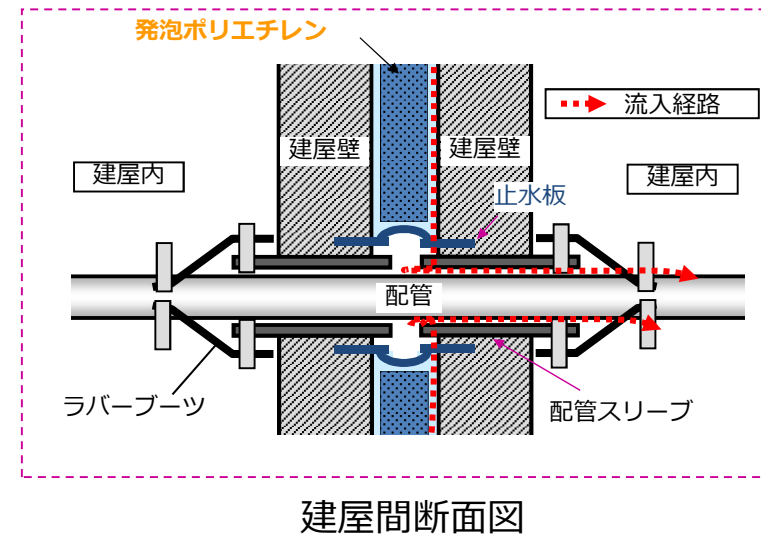 発泡ポリエチレン
流入経路
建屋壁
建屋壁
建屋内
建屋内
止水板
配管
ラバーブーツ
配管スリーブ
建屋間断面図